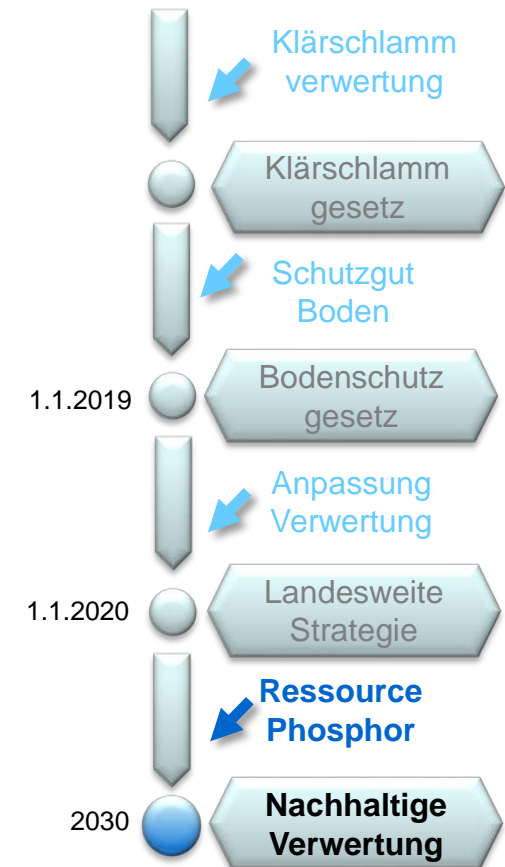 Klärschlamm
verwertung
Klärschlamm
gesetz
Schutzgut
Boden
1.1.2019
Bodenschutz
gesetz
Anpassung
Verwertung
1.1.2020
Landesweite
Strategie
Ressource
Phosphor
2030
Nachhaltige
Verwertung